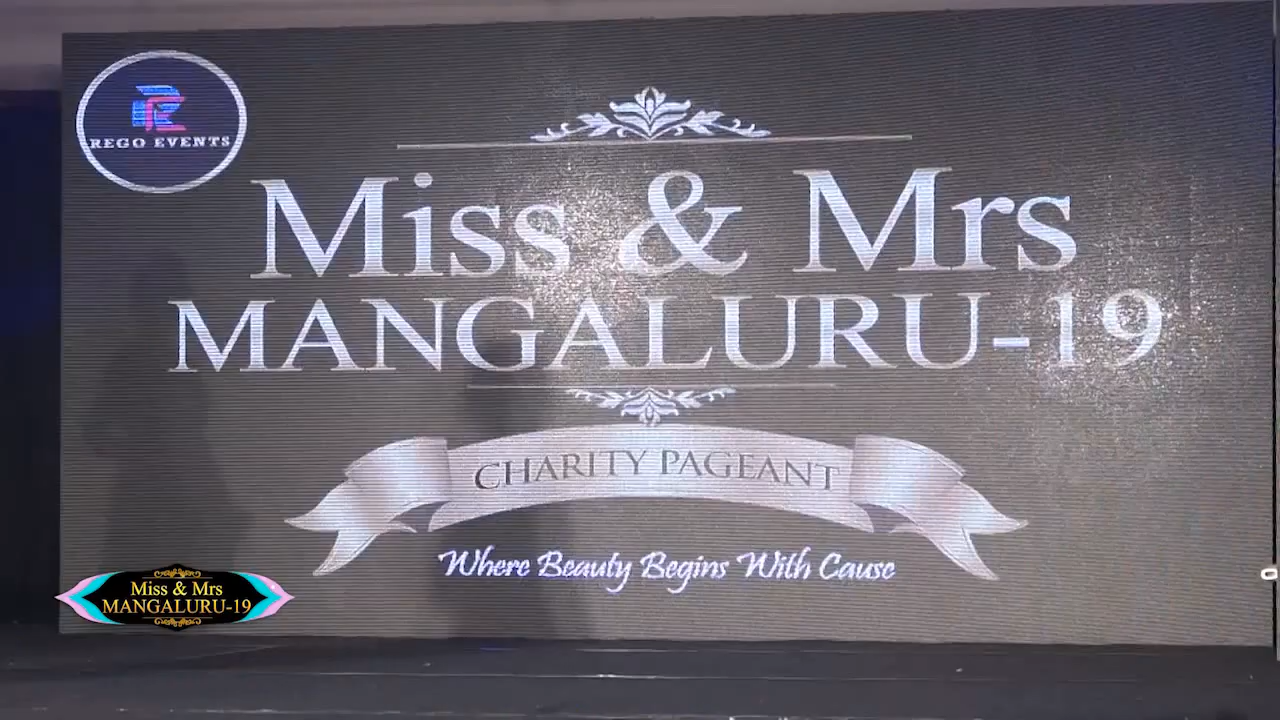 REGO EVENTS
Miss & Mrs
MANGALURU-19
CHARITY PAGEANT
Where Beauty Begins With Cause
Miss & Mrs
MANGALURU-19